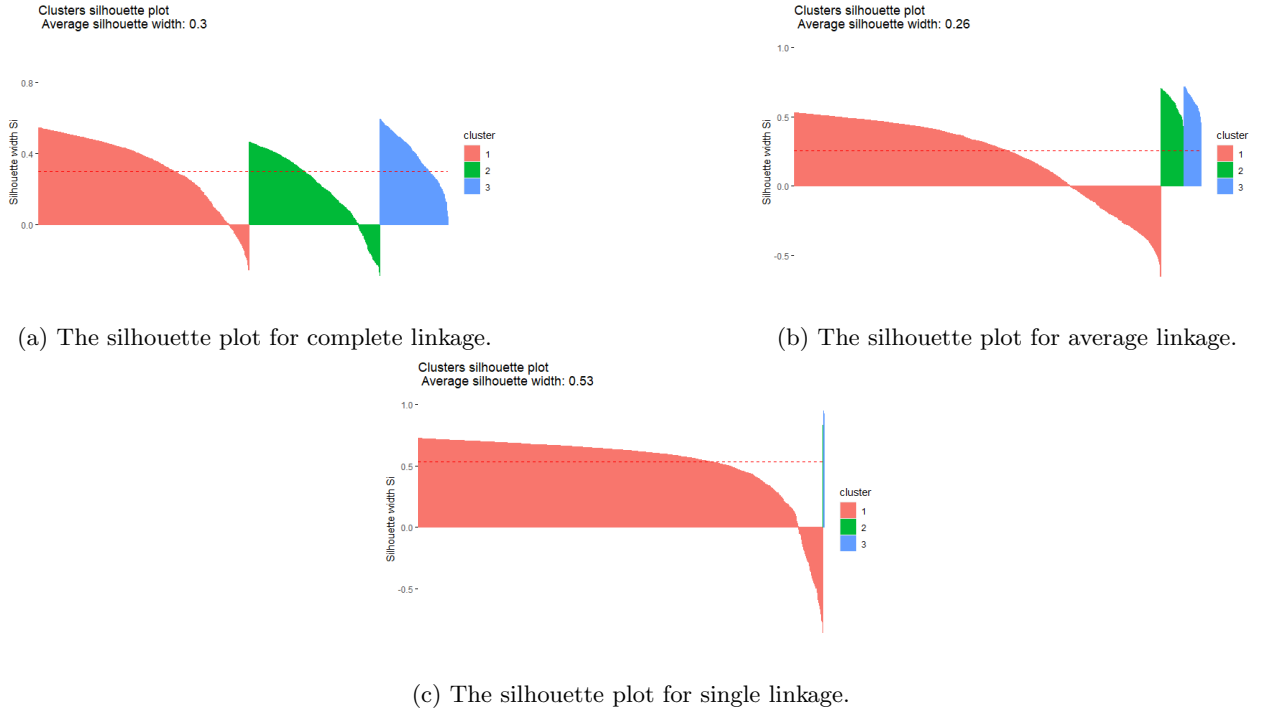 Clusters silhouette plot
Average silhouette width: 0.3
0.8
0.4
0.0
Silhouette width Si
cluster
1
2
3
(a) The silhouette plot for complete linkage.
Clusters silhouette plot
Average silhouette width: 0.26
1.0
0.5
0.0
-0.5
Silhouette width Si
cluster
1
2
3
(b) The silhouette plot for average linkage.
Clusters silhouette plot
Average silhouette width: 0.53
1.0
0.5
0.0
-0.5
Silhouette width Si
cluster
1
2
3
(c) The silhouette plot for single linkage.